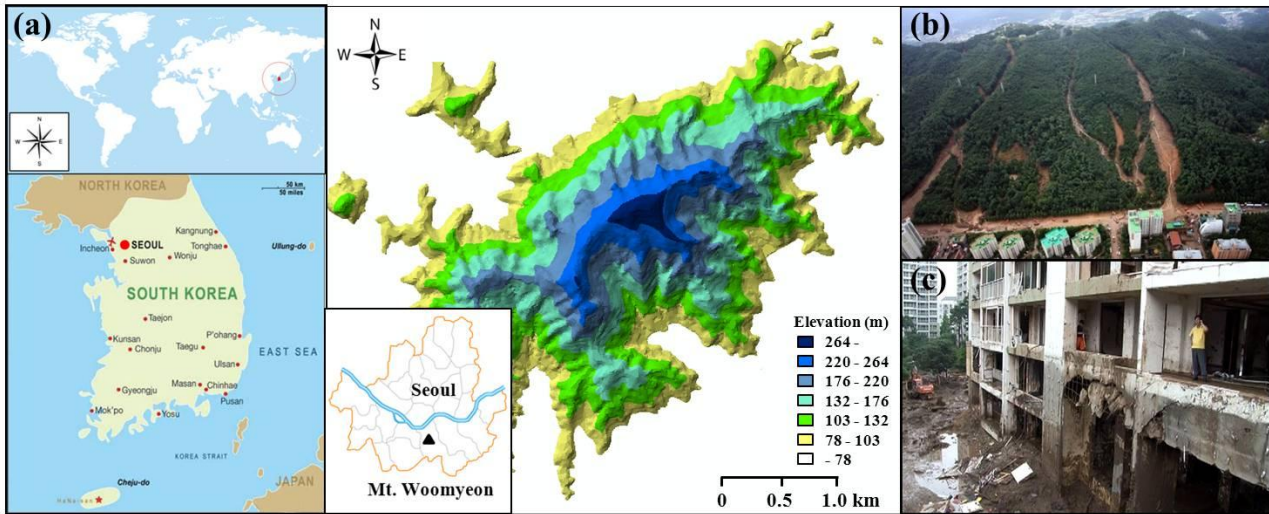 (a)
N
W E
S
N
W E
S
NORTH KOREA
50 km
50 miles
Kangnung
SEOUL
Tonghae
Ullung-do
Incheon
Suwon
Wonju
SOUTH KOREA
Taejon
P'ohang
Kunsan
Taegu
EAST SEA
Chonju
Ulsan
Masan
Chinhae
Gyeongju
Pusan
Mok'po
Yosu
KOREA STRAIT
Cheju-do
JAPAN
Seoul
Mt. Woomyeon
Elevation (m)
264 -
220 - 264
176 - 220
132 - 176
103 - 132
78 - 103
- 78
0 0.5 1.0 km
(b)
(c)